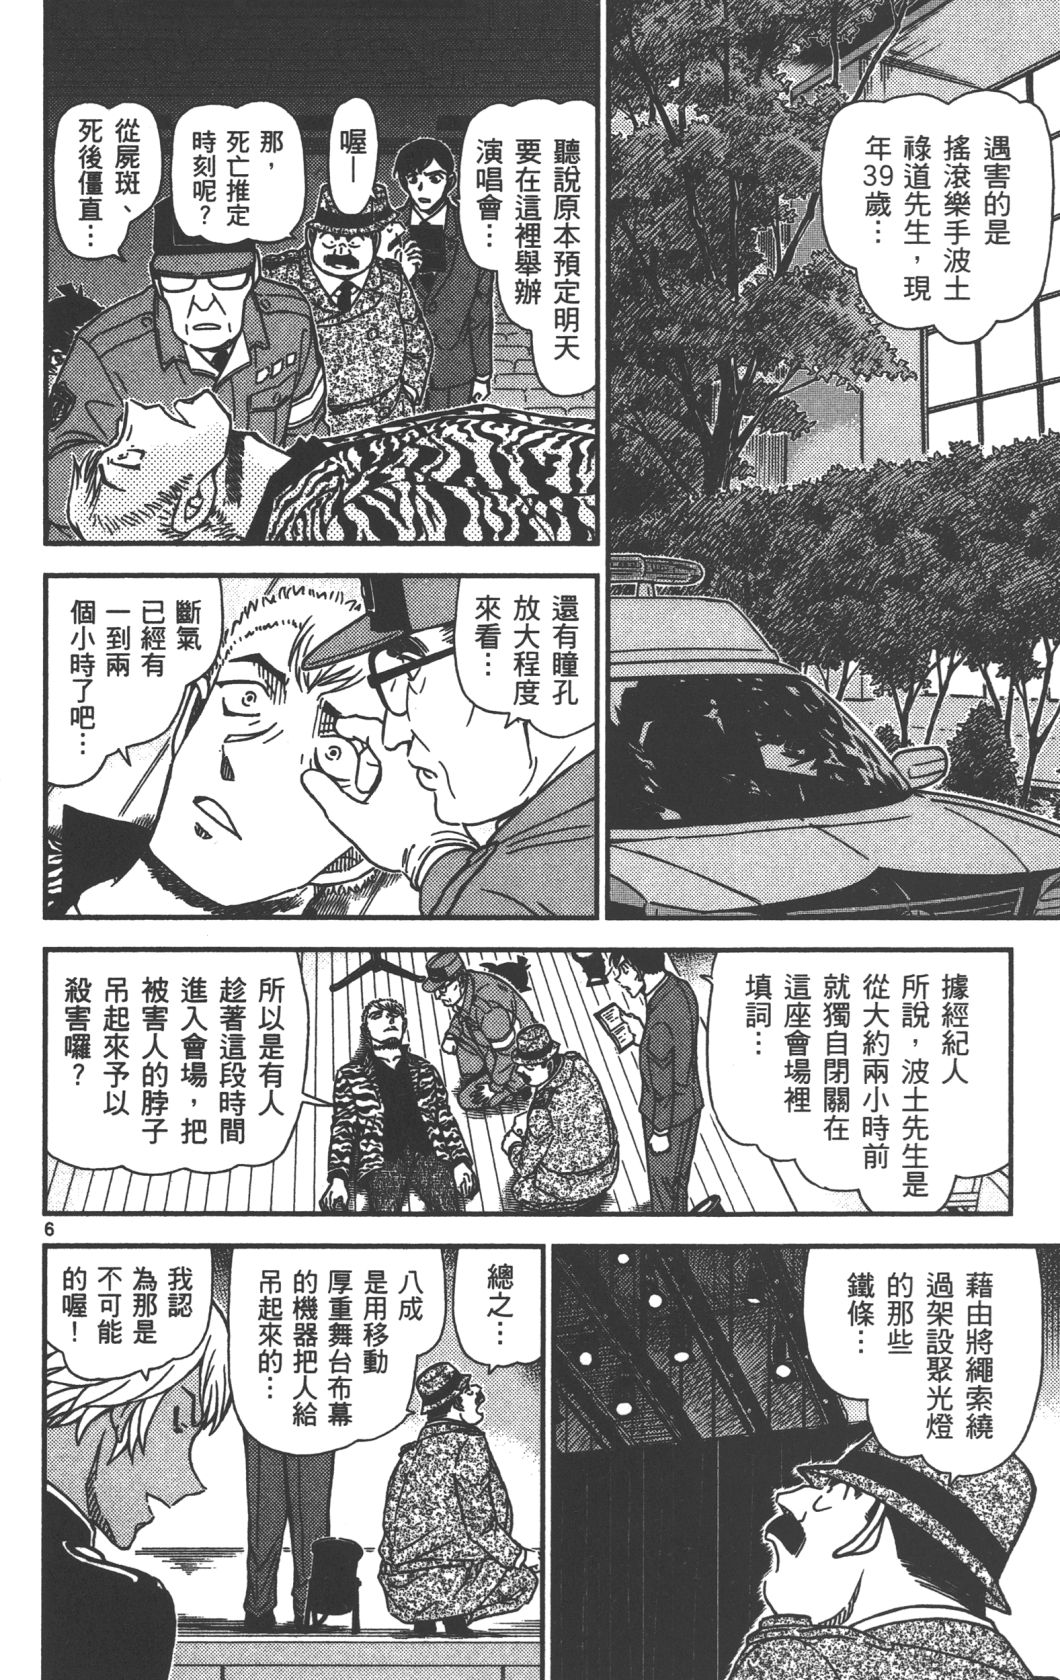 遇害的是
搖滾樂手波土
祿道先生，現
年39歲…
聽說原本預定明天
要在這裡舉辦
演唱會…
喔—
那，
死亡推定
時刻呢？
從屍斑、
死後僵直…
還有瞳孔
放大程度
來看…
斷氣
已經有
一到兩
個小時了吧…
據經紀人
所說，波土先生是
從大約兩小時前
就獨自閉關在
這座會場裡
填詞…
所以是有人
趁著這段時間
進入會場，把
被害人的脖子
吊起來予以
殺害囉？
6
藉由將繩索繞
過架設聚光燈
的那些
鐵條…
總之…
八成
是用移動
厚重舞台布幕
的機器把人給
吊起來的…
我認
為那是
不可能
的喔！